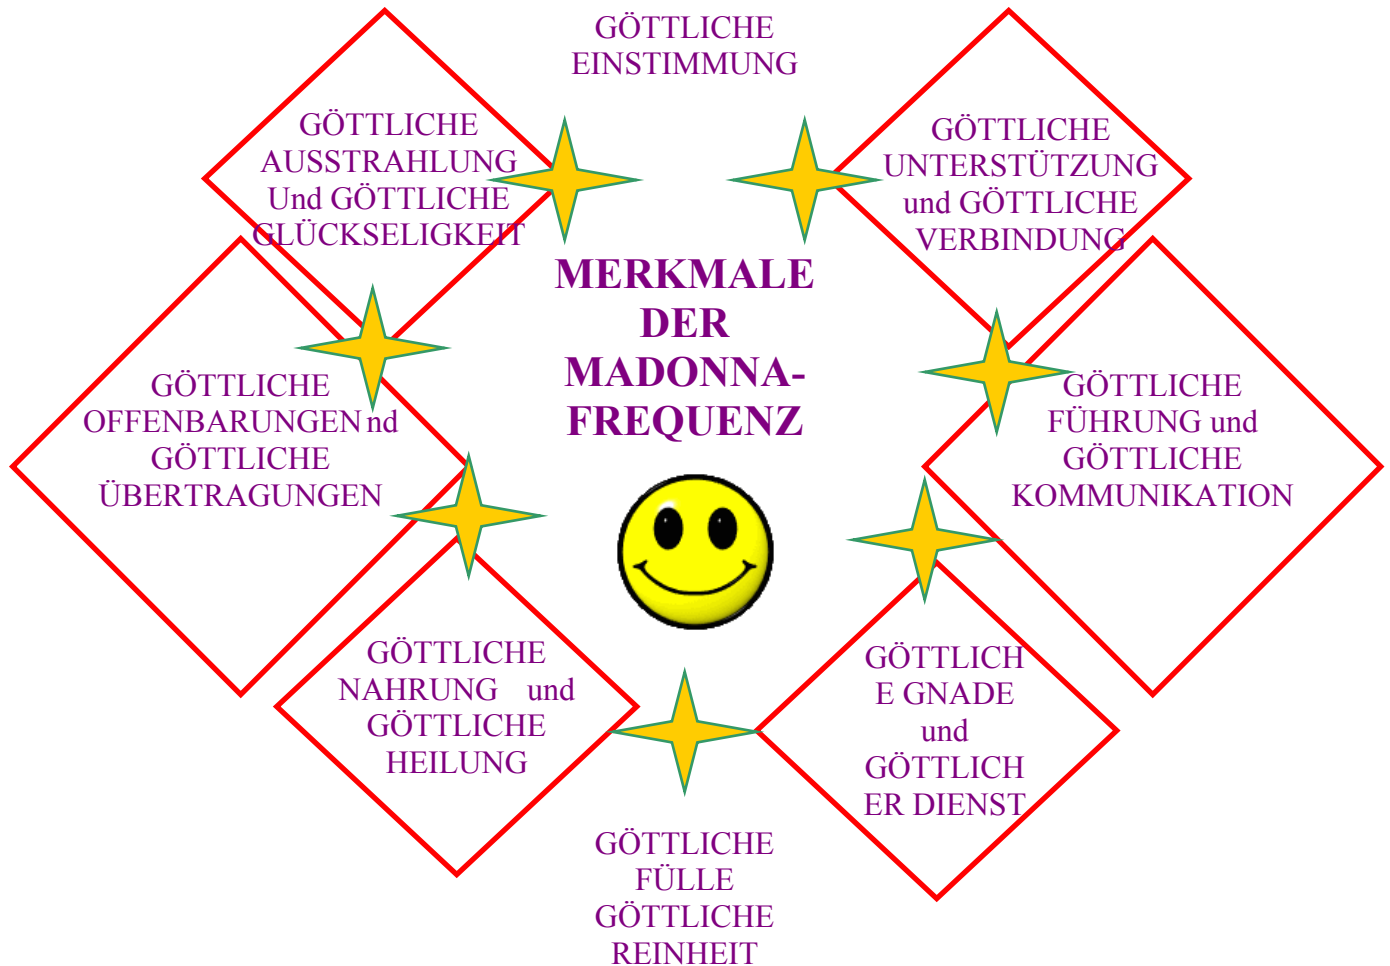 GÖTTLICHE
EINSTIMMUNG
GÖTTLICHE
AUSSTRAHLUNG
Und GÖTTLICHE
GLÜCKSELIGKEIT
GÖTTLICHE
UNTERSTÜTZUNG
und GÖTTLICHE
VERBINDUNG
MERKMALE
DER
MADONNA-
FREQUENZ
GÖTTLICHE
OFFENBARUNGEN nd
GÖTTLICHE
ÜBERTRAGUNGEN
GÖTTLICHE
FÜHRUNG und
GÖTTLICHE
KOMMUNIKATION
GÖTTLICHE
NAHRUNG und
GÖTTLICHE
HEILUNG
GÖTTLICH
E GNADE
und
GÖTTLICH
ER DIENST
GÖTTLICHE
FÜLLE
GÖTTLICHE
REINHEIT